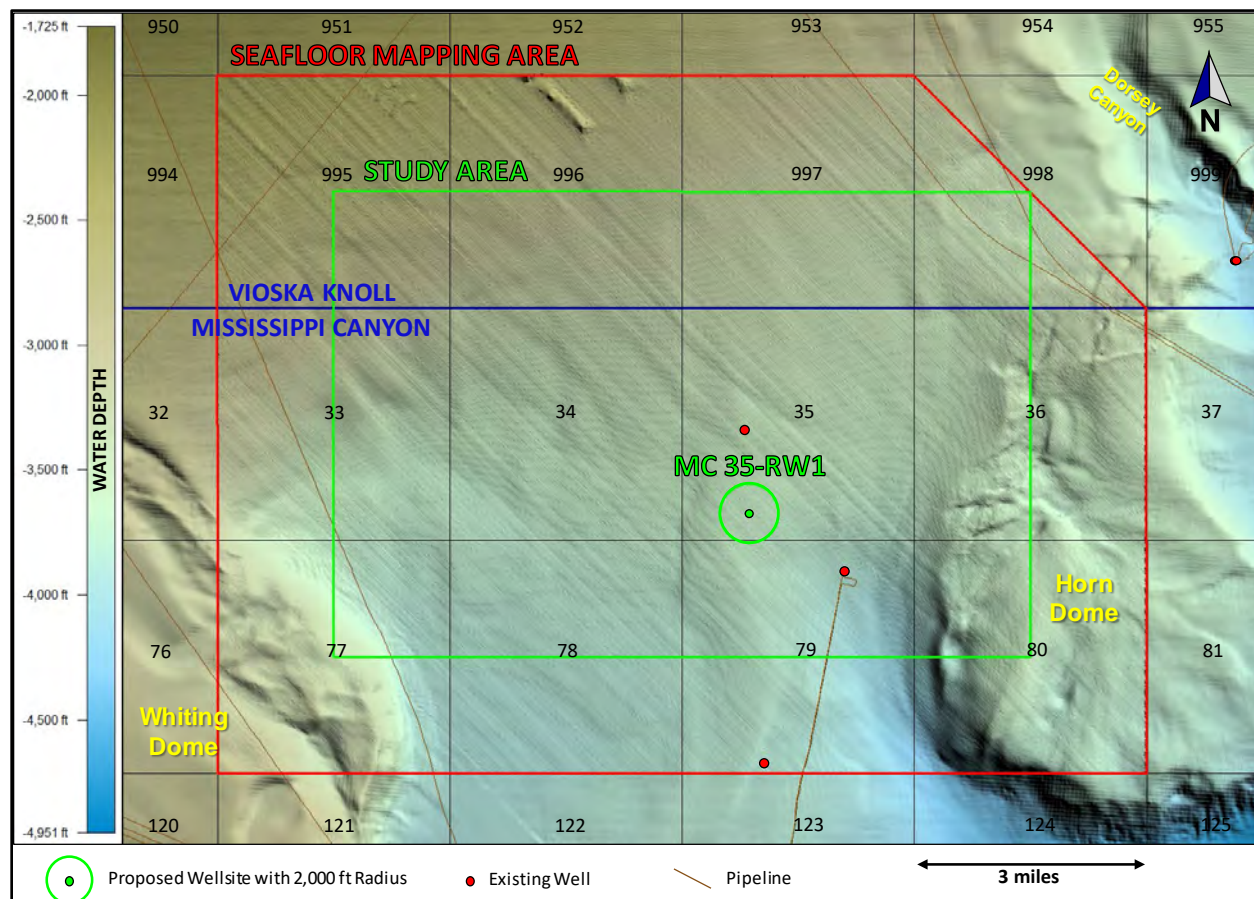 -1,725 ft
-2,000 ft
-2,500 ft
-3,000 ft
-3,500 ft
-4,000 ft
-4,500 ft
-4,951 ft
WATER DEPTH
950 951 952 953 954 955
SEAFLOOR MAPPING AREA
Dorsey
Canyon
N
994 995 996 997 998 999
STUDY AREA
VIOSKA KNOLL
MISSISSIPPI CANYON
32 33 34 35 36 37
MC 35-RW1
Horn
Dome
76 77 78 79 80 81
Whiting
Dome
120 121 122 123 124 125
Proposed Wellsite with 2,000 ft Radius
Existing Well
Pipeline
3 miles